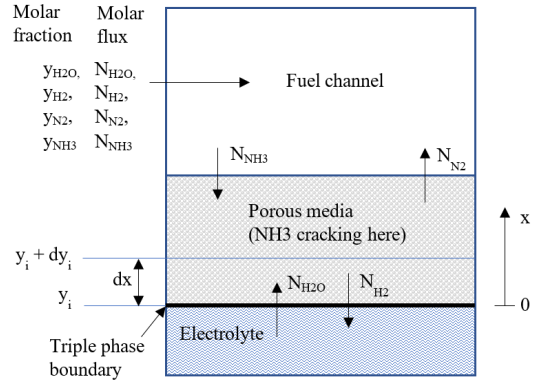 Molar fraction
Molar flux
yH2O, NH2O,
yH2, NH2,
yN2, NN2,
yNH3 NNH3
Fuel channel
NNH3
NN2
Porous media
(NH3 cracking here)
x
yi + dyi
dx
yi
NH2O
NH2
0
Electrolyte
Triple phase
boundary